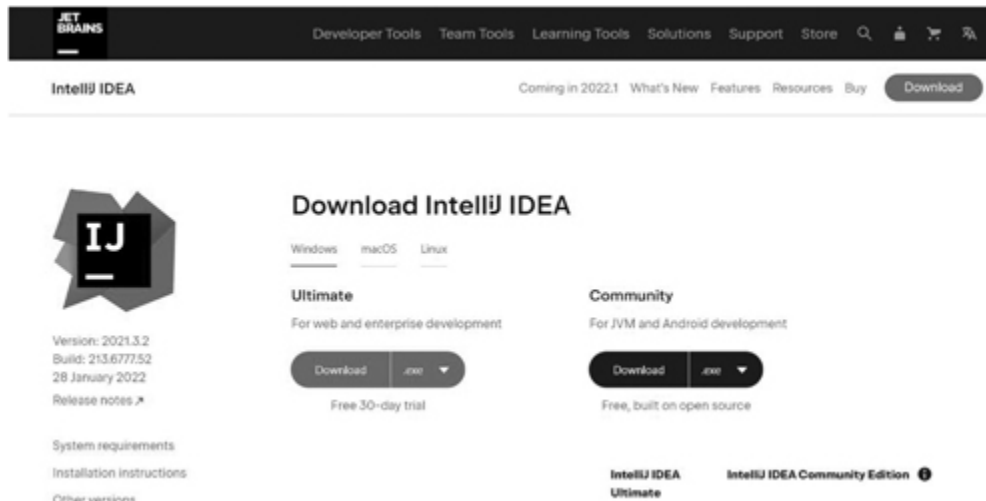 JET
BRAINS
Developer Tools Team Tools Learning Tools Solutions Support Store
IntelliJ IDEA
Coming in 2022.1 What's New Features Resources Buy Download
IJ
Download IntelliJ IDEA
Windows macOS Linux
Ultimate Community
For web and enterprise development For JVM and Android development
Download .exe Download .exe
Free 30-day trial Free, built on open source
Version: 2021.3.2
Build: 213.6777.52
28 January 2022
Release notes ↗
System requirements
Installation instructions
Other versions
IntelliJ IDEA
Ultimate
IntelliJ IDEA Community Edition